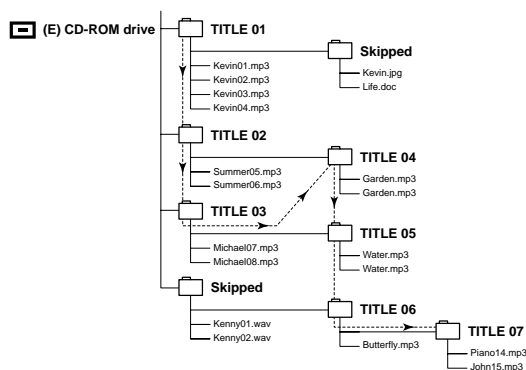 (E) CD-ROM drive
TITLE 01
Skipped
Kevin01.mp3
Kevin02.mp3
Kevin03.mp3
Kevin04.mp3
Kevin.jpg
Life.doc
TITLE 02
TITLE 04
Summer05.mp3
Summer06.mp3
Garden.mp3
Garden.mp3
TITLE 03
TITLE 05
Michael07.mp3
Michael08.mp3
Water.mp3
Water.mp3
Skipped
TITLE 06
Kenny01.wav
Kenny02.wav
Butterfly.mp3
TITLE 07
Piano14.mp3
John15.mp3